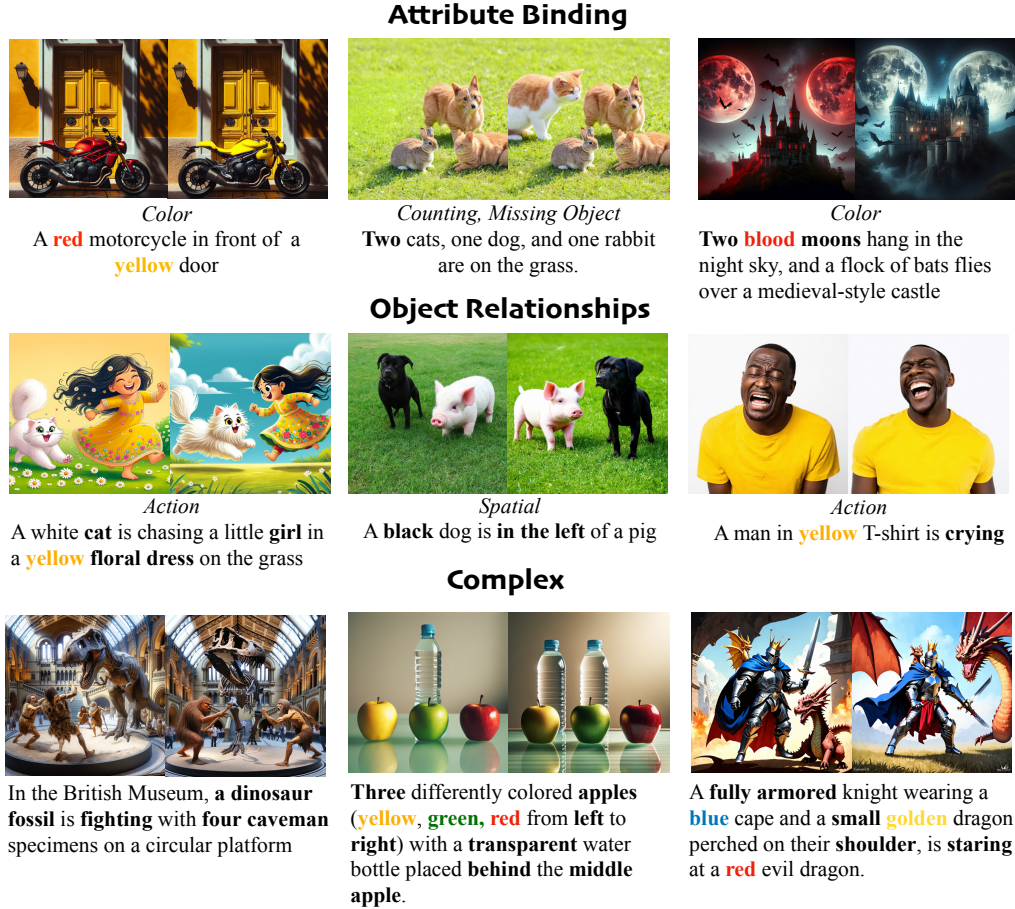 Attribute Binding
Color
A red motorcycle in front of a
yellow door
Counting, Missing Object
Two cats, one dog, and one rabbit
are on the grass.
Color
Two blood moons hang in the
night sky, and a flock of bats flies
over a medieval-style castle
Object Relationships
Action
A white cat is chasing a little girl in
a yellow floral dress on the grass
Spatial
A black dog is in the left of a pig
Action
A man in yellow T-shirt is crying
Complex
In the British Museum, a dinosaur
fossil is fighting with four caveman
specimens on a circular platform
Three differently colored apples
(yellow, green, red from left to
right) with a transparent water
bottle placed behind the middle
apple.
A fully armored knight wearing a
blue cape and a small golden dragon
perched on their shoulder, is staring
at a red evil dragon.